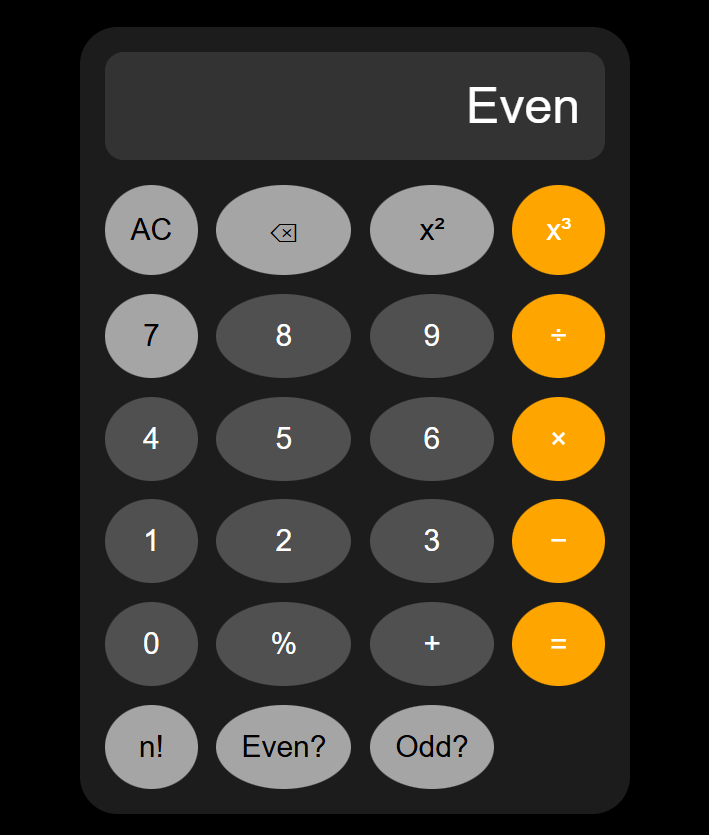 Even
AC ⌫ x² x³
7 8 9 ÷
4 5 6 ×
1 2 3 −
0 % + =
n! Even? Odd?